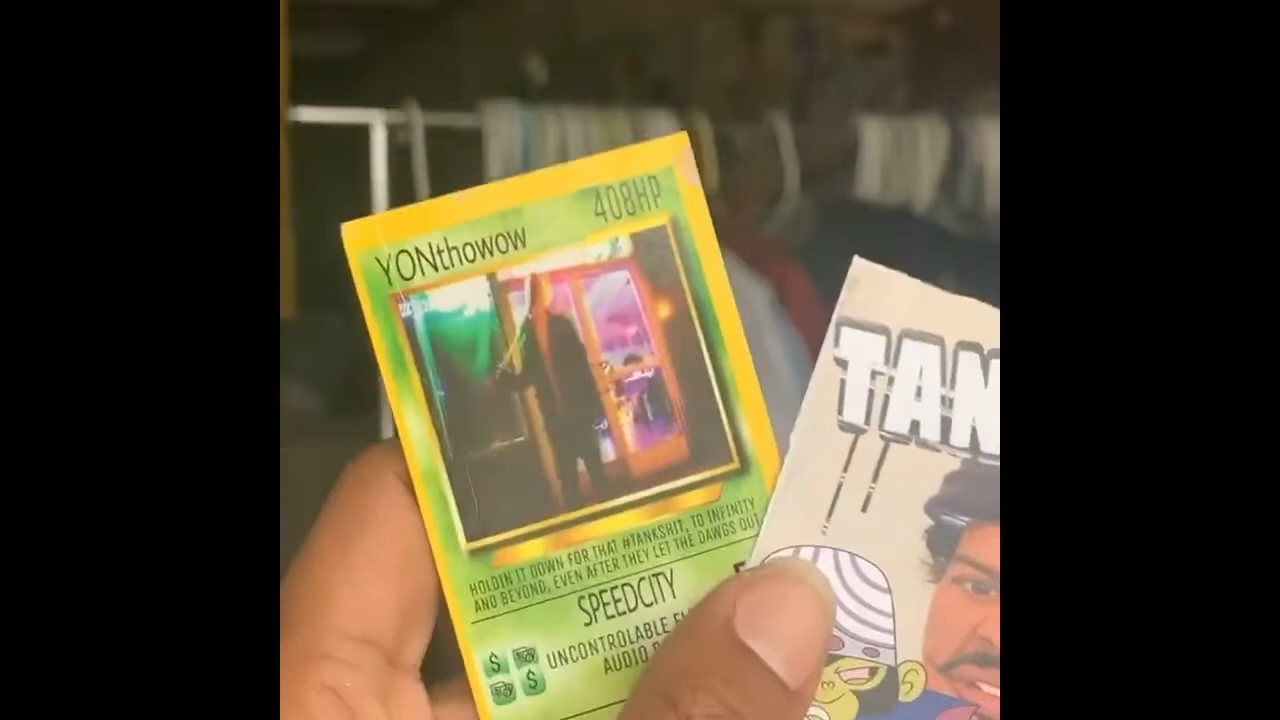 YONthowow
408HP
HOLDIN IT DOWN FOR THAT #TANKSHIT, TO INFINITY
AND BEYOND, EVEN AFTER THEY LET THE DAWGS OUT
SPEEDCITY
UNCONTROLABLE
AUDIO
$
$
TAN